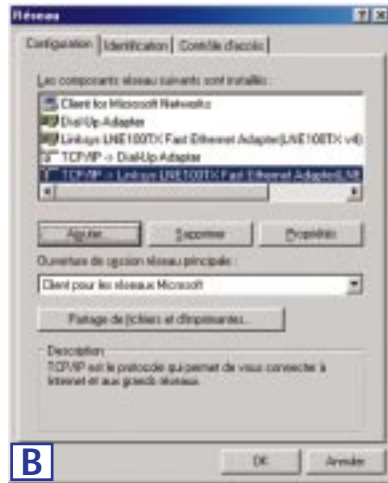 Réseau
Configuration Identification Contrôle d'accès
Les composants réseau suivants sont installés :
Client for Microsoft Networks
Dial-Up Adapter
Linksys LNE100TX Fast Ethernet Adapter(LNE100TX v4)
TCP/IP -> Dial-Up Adapter
TCP/IP -> Linksys LNE100TX Fast Ethernet Adapter(LNE
Ajouter... Supprimer Propriétés
Ouverture de session réseau principale :
Client pour les réseaux Microsoft
Partage de fichiers et d'imprimantes...
Description
TCP/IP est le protocole qui permet de vous connecter à
Internet et aux grands réseaux.
B
OK Annuler